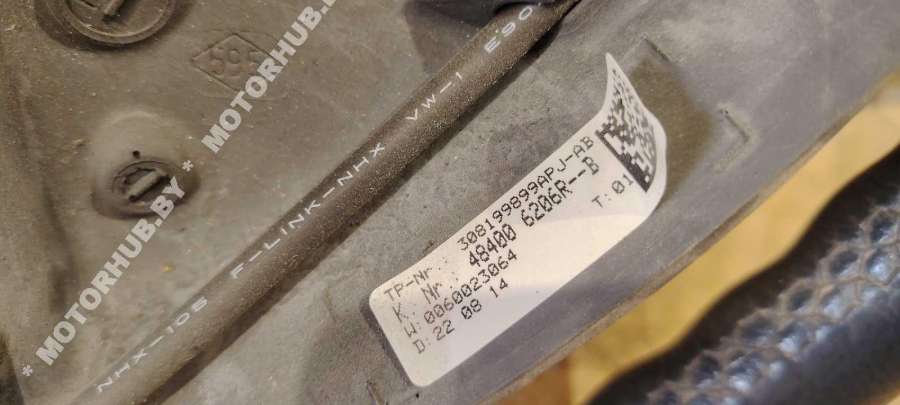 595
NHX-105 F-LINK-NHX VW-1 E90
TP-Nr. 308199899APJ-AB
K. Nr. 48400 6206R--B
W:0060023064
D:22 08 14
T:01
* MOTORHUB.BY * MOTORHUB.BY *